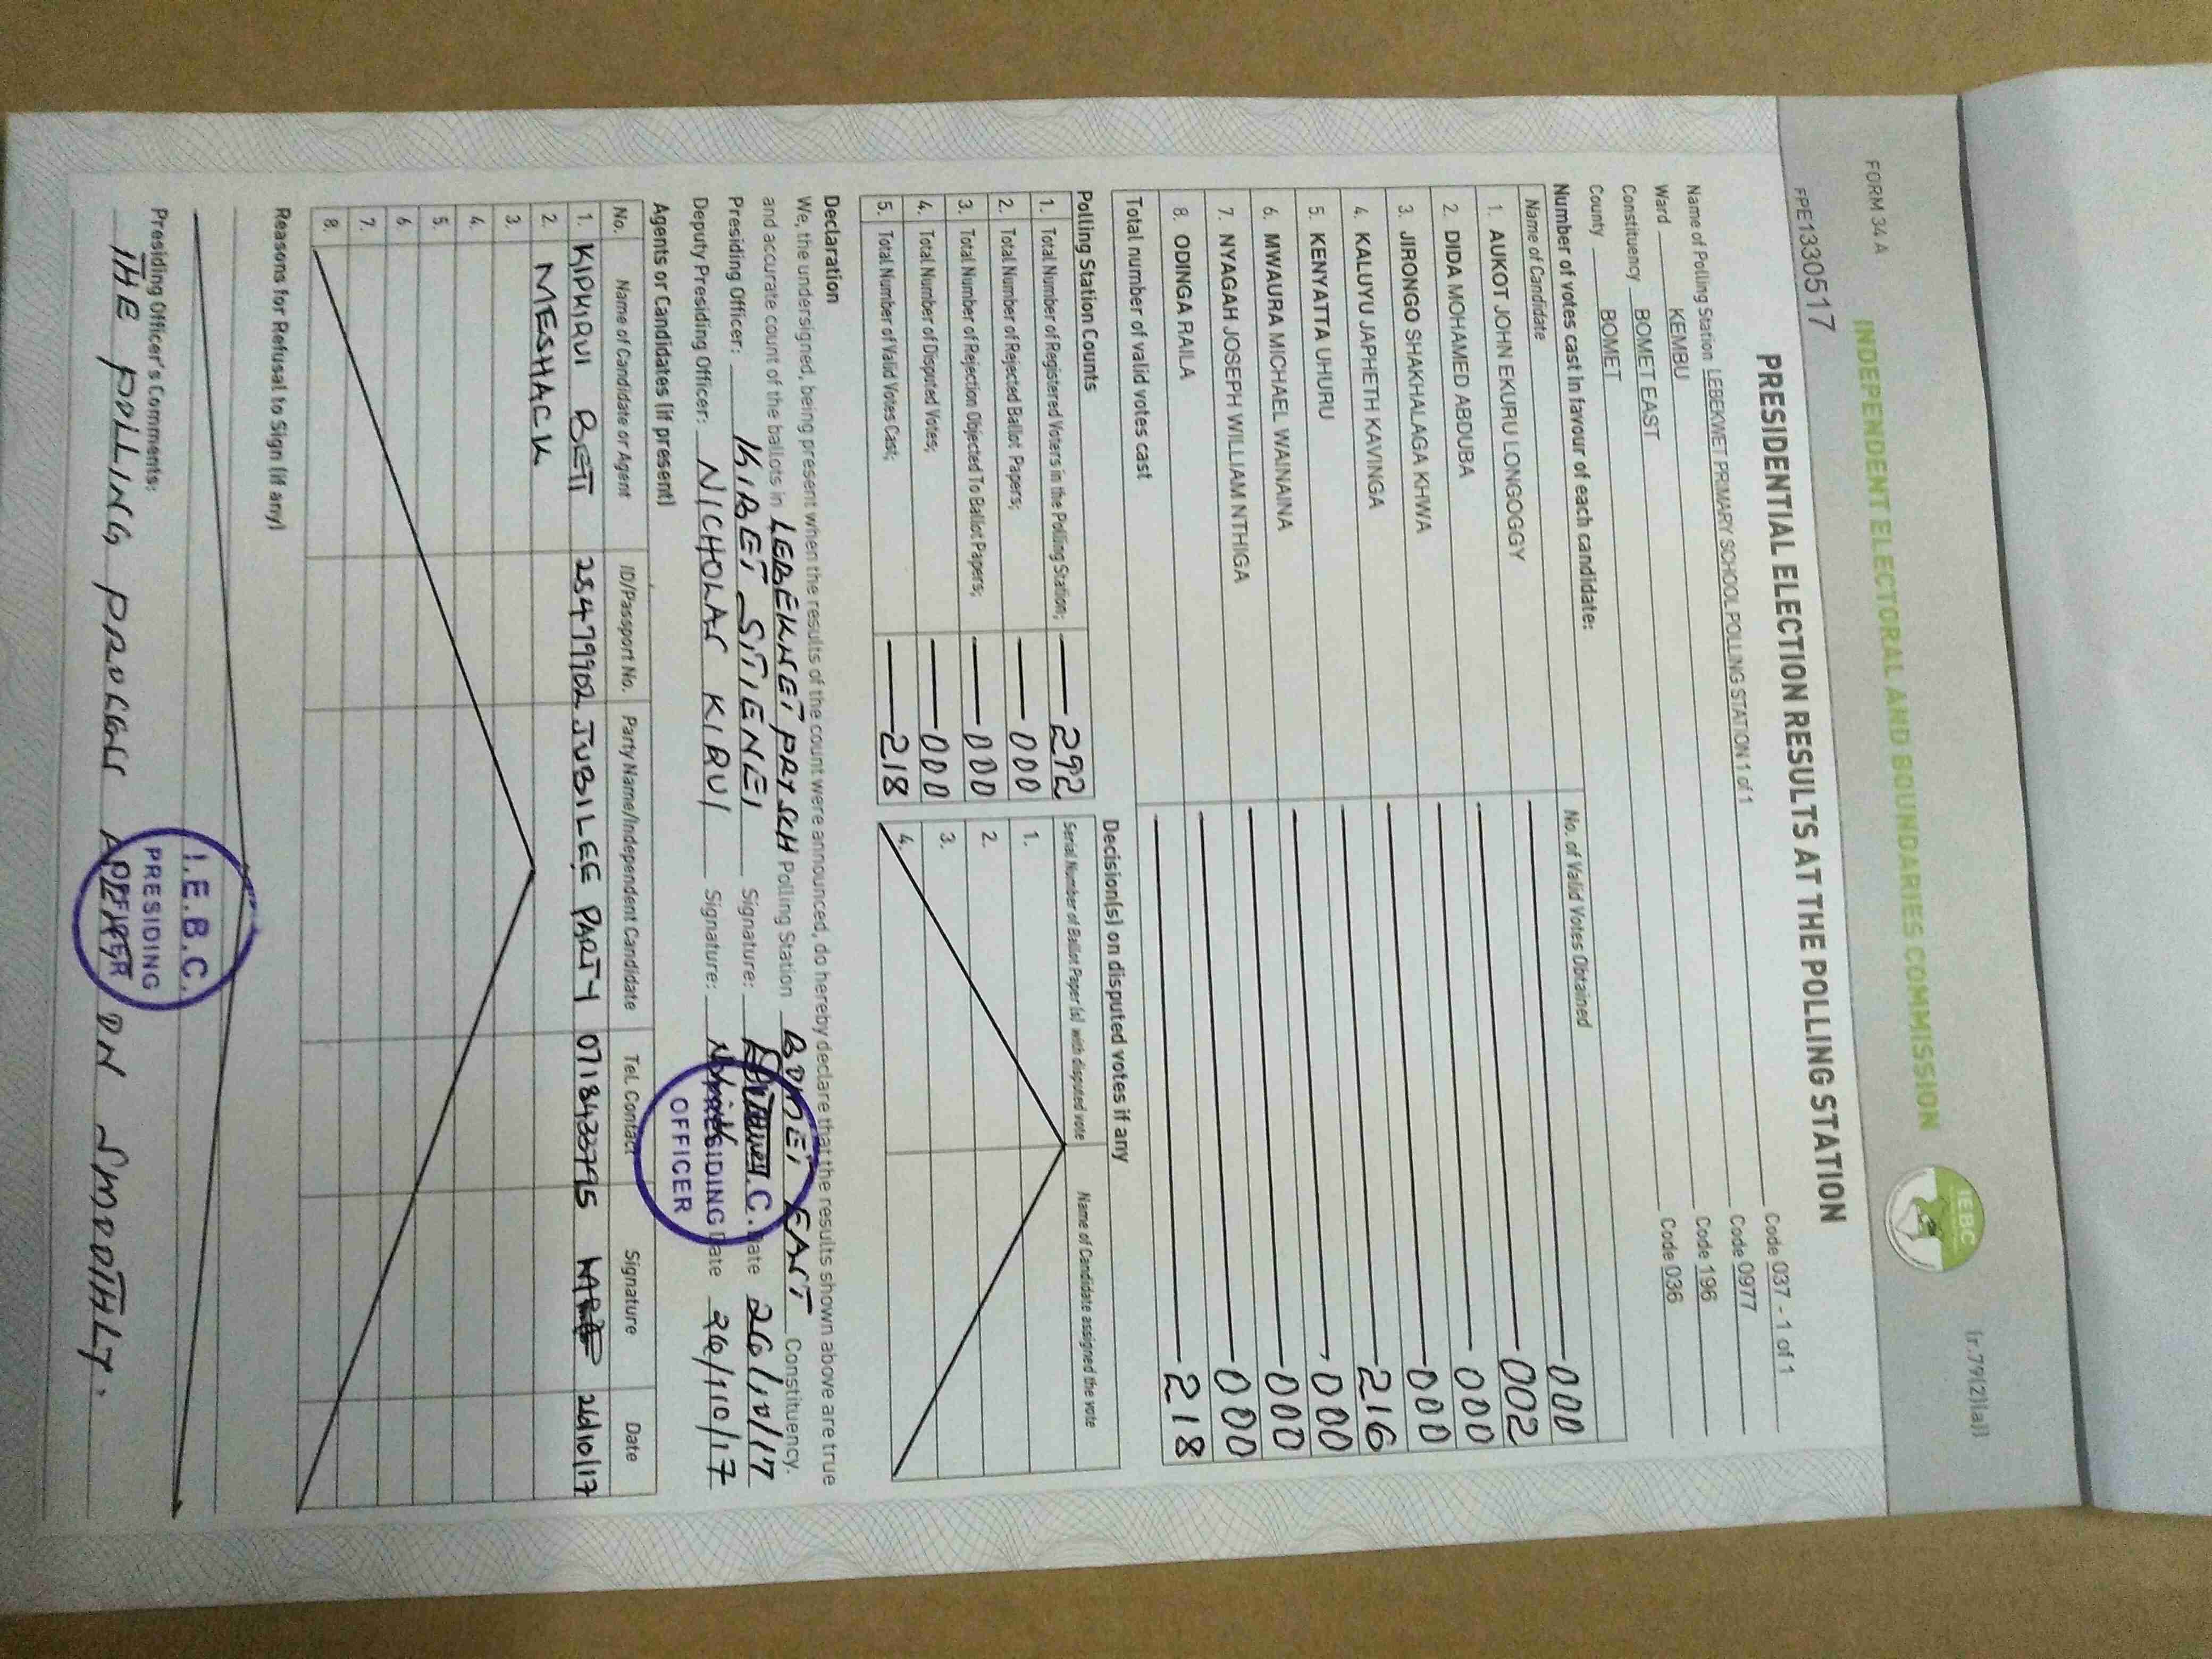 FORM 34 A
(r.79(2)(a))
INDEPENDENT ELECTORAL AND BOUNDARIES COMMISSION
IEBC
PPE1330517
PRESIDENTIAL ELECTION RESULTS AT THE POLLING STATION
Name of Polling Station LEBEKWET PRIMARY SCHOOL POLLING STATION 1 of 1 Code 037 - 1 of 1
Ward KEMBU Code 0977
Constituency BOMET EAST Code 196
County BOMET Code 036
Number of votes cast in favour of each candidate:
Name of Candidate No. of Valid Votes Obtained
1. AUKOT JOHN EKURU LONGOGGY 000
2. DIDA MOHAMED ABDUBA 002
3. JIRONGO SHAKHALAGA KHWA 000
4. KALUYU JAPHETH KAVINGA 000
5. KENYATTA UHURU 216
6. MWAURA MICHAEL WAINAINA 000
7. NYAGAH JOSEPH WILLIAM NTHIGA 000
8. ODINGA RAILA 000
Total number of valid votes cast 218
Polling Station Counts
1. Total Number of Registered Voters in the Polling Station; 292
2. Total Number of Rejected Ballot Papers; 000
3. Total Number of Rejection Objected To Ballot Papers; 000
4. Total Number of Disputed Votes; 000
5. Total Number of Valid Votes Cast; 218
Decision(s) on disputed votes if any
Serial Number of Ballot Paper(s) with disputed vote Name of Candidate assigned the vote
1.
2.
3.
4.
Declaration
We, the undersigned, being present when the results of the count were announced, do hereby declare that the results shown above are true
and accurate count of the ballots in LEBEKWET PRY SCH Polling Station BOMET EAST Constituency.
Presiding Officer: KIBET SITIENEI Signature: Date 26/10/17
Deputy Presiding Officer: NICHOLAS KIRUI Signature: Date 26/10/17
PRESIDING
OFFICER
Agents or Candidates (if present)
No. Name of Candidate or Agent ID/Passport No. Party Name/Independent Candidate Tel. Contact Signature Date
1. KIPKIRUI BETT 25479902 JUBILEE PARTY 0718433795 26/10/17
2. MESHACK
3.
4.
5.
6.
7.
8.
Reasons for Refusal to Sign (if any)
Presiding Officer's Comments:
THE POLLING PROCESS WENT ON SMOOTHLY.
I.E.B.C.
PRESIDING
OFFICER